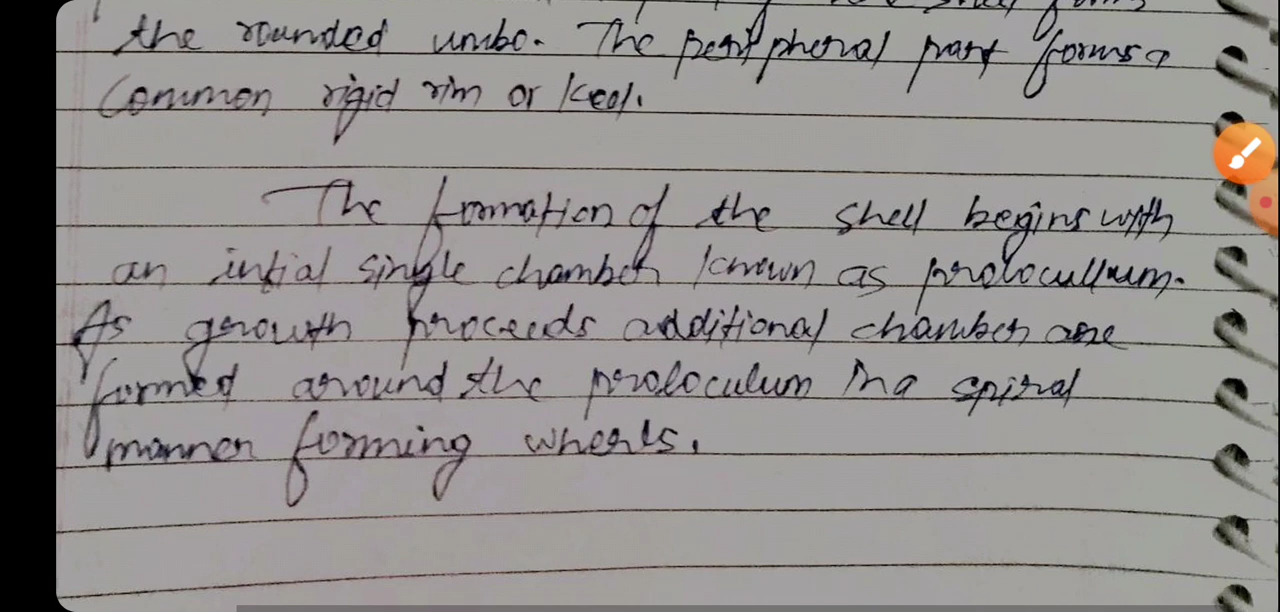 the rounded umbo. The peripheral part forms a
Common rigid rim or keel.
The formation of the shell begins with
an initial single chamber known as proloculum.
As growth proceeds additional chamber are
formed around the proloculum in a spiral
manner forming wherls.